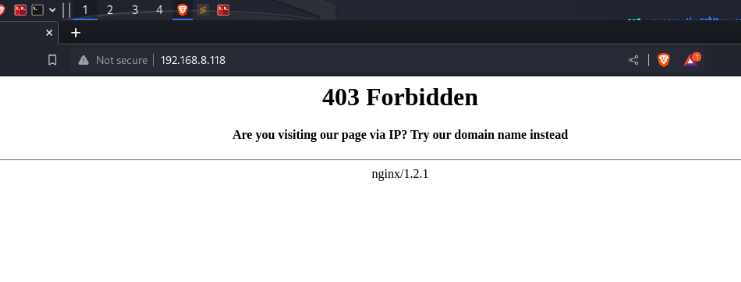 1 2 3 4
Not secure 192.168.8.118 1
403 Forbidden
Are you visiting our page via IP? Try our domain name instead
nginx/1.2.1